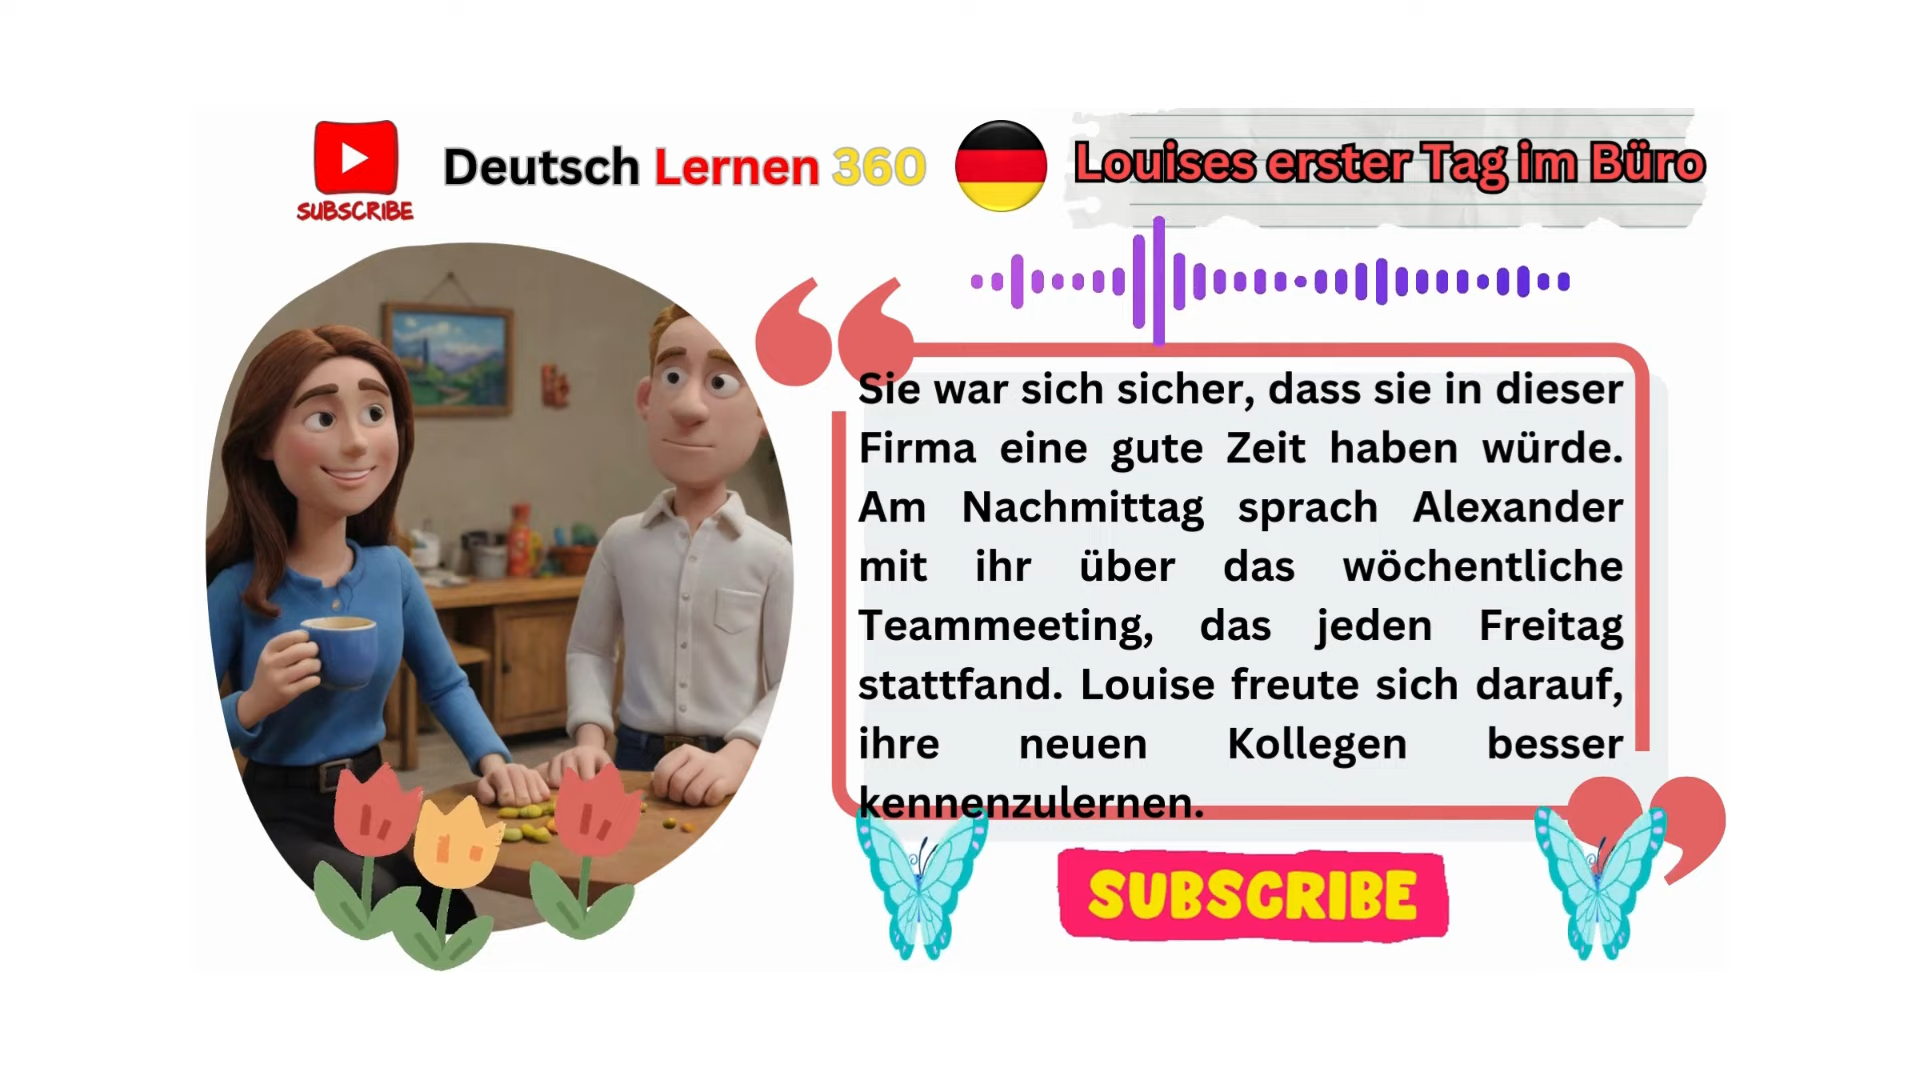 SUBSCRIBE
Deutsch Lernen 360
Louises erster Tag im Büro
Sie war sich sicher, dass sie in dieser
Firma eine gute Zeit haben würde.
Am Nachmittag sprach Alexander
mit ihr über das wöchentliche
Teammeeting, das jeden Freitag
stattfand. Louise freute sich darauf,
ihre neuen Kollegen besser
kennenzulernen.
SUBSCRIBE